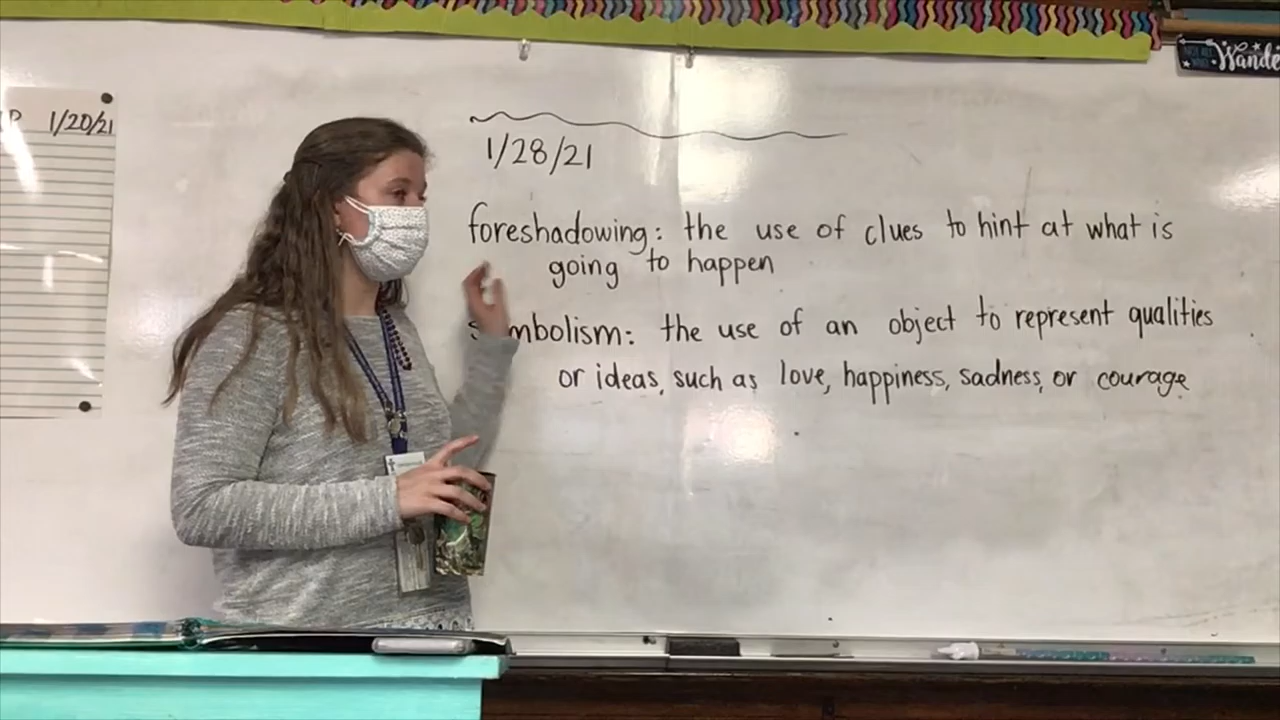 1/20/21
1/28/21
foreshadowing: the use of clues to hint at what is
going to happen
mbolism: the use of an object to represent qualities
or ideas, such as love, happiness, sadness, or courage
Wande